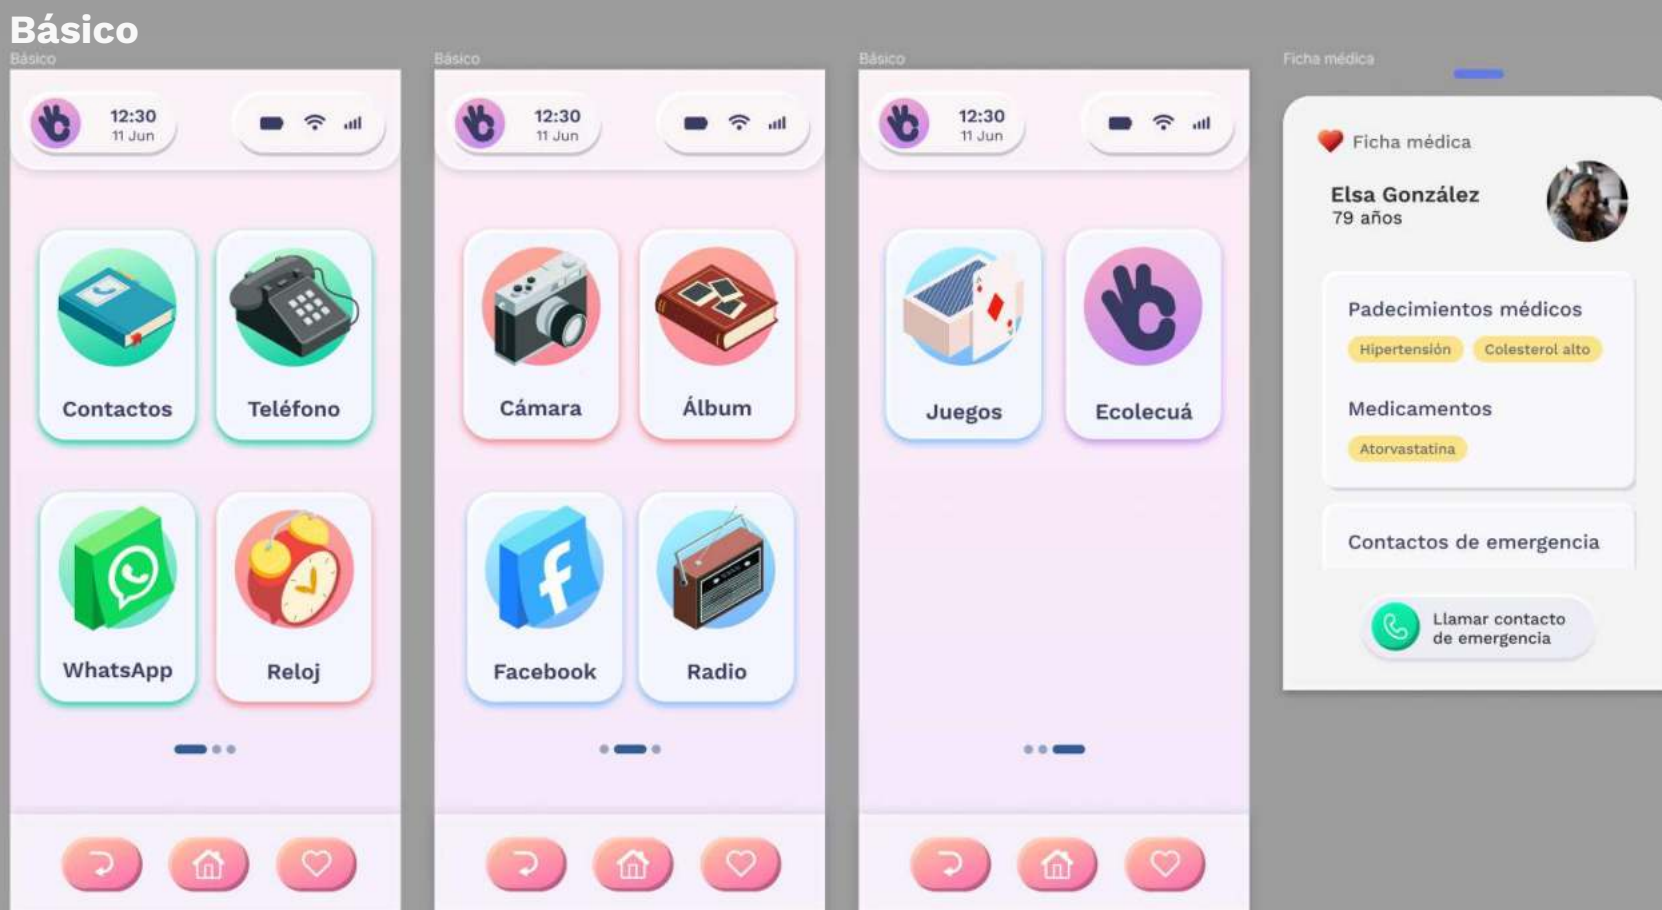 Básico
Básico
12:30
11 Jun
Contactos
Teléfono
WhatsApp
Reloj
Básico
12:30
11 Jun
Cámara
Álbum
Facebook
Radio
Básico
12:30
11 Jun
Juegos
Ecolecuá
Ficha médica
Ficha médica
Elsa González
79 años
Padecimientos médicos
Hipertensión
Colesterol alto
Medicamentos
Atorvastatina
Contactos de emergencia
Llamar contacto
de emergencia